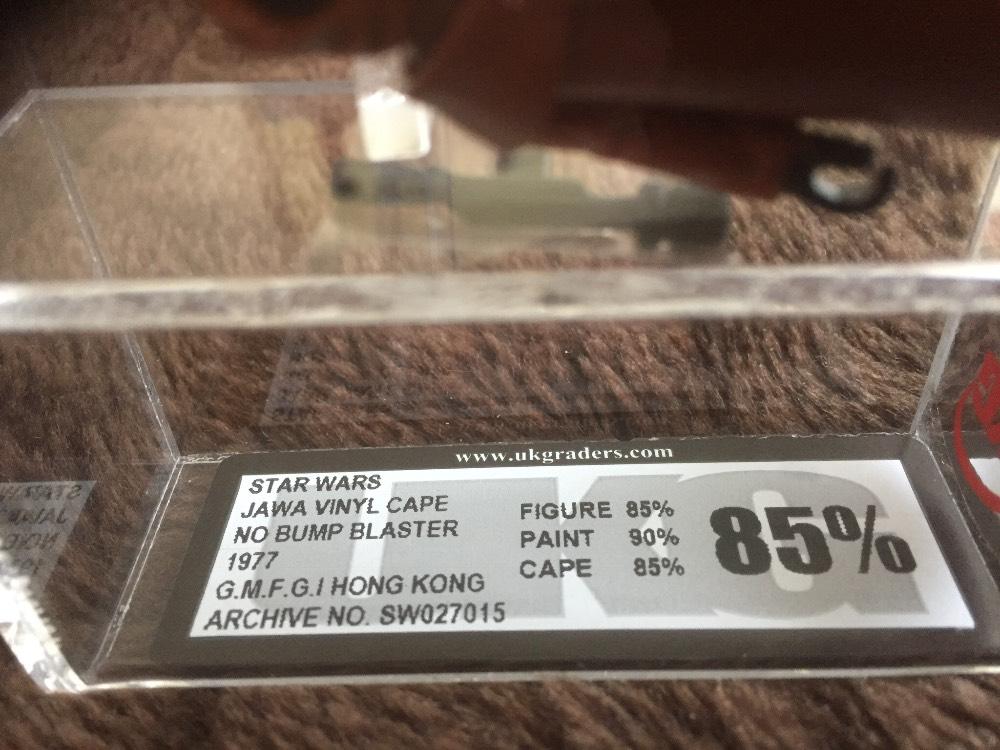 www.ukgraders.com
STAR WARS
JAWA VINYL CAPE
NO BUMP BLASTER
1977
G.M.F.G.I HONG KONG
ARCHIVE NO. SW027015
FIGURE 85%
PAINT 90%
CAPE 85%
85%
UKG